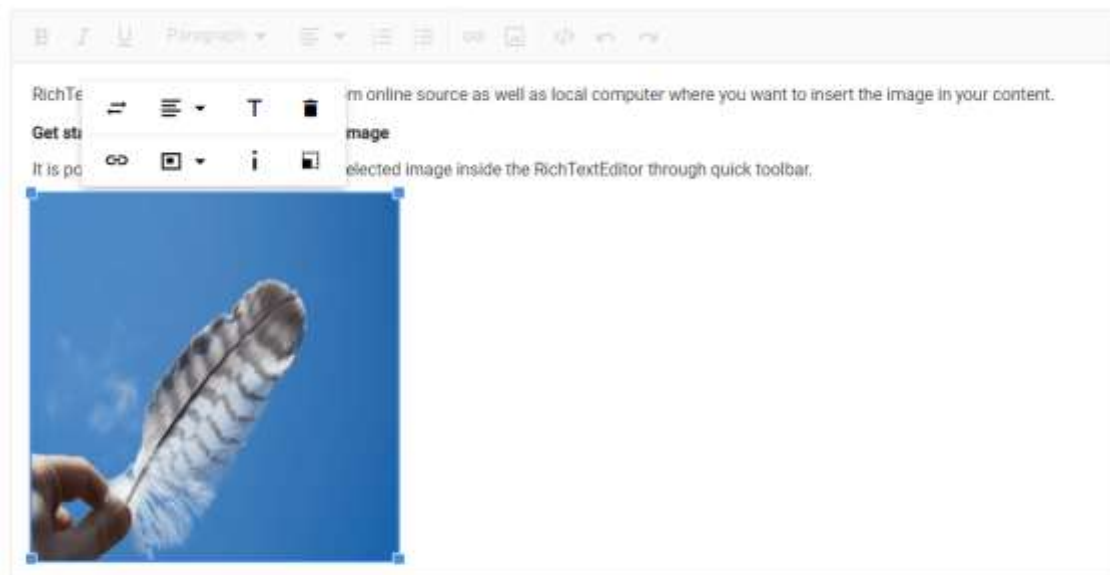 B I U Paragraph
RichTe m online source as well as local computer where you want to insert the image in your content.
T
Get sta mage
It is po elected image inside the RichTextEditor through quick toolbar.